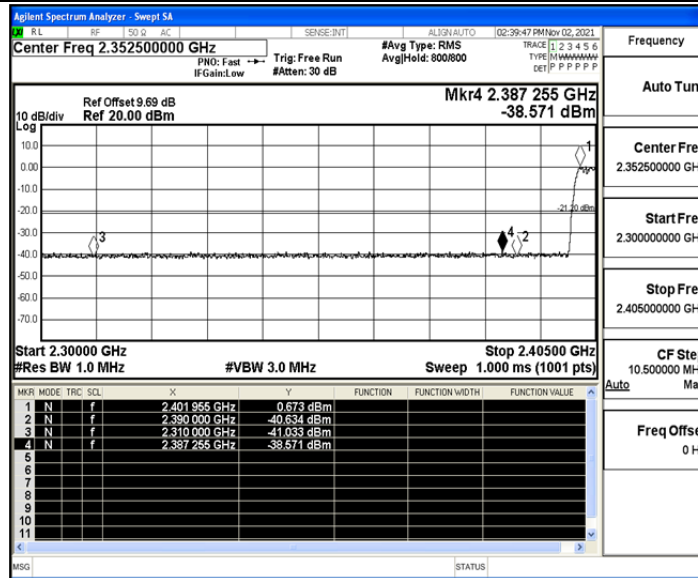 Agilent Spectrum Analyzer - Swept SA
RL RF 50 Ω AC SENSE:INT ALIGN AUTO 02:39:47 PM Nov 02, 2021
Center Freq 2.352500000 GHz
PNO: Fast
IFGain:Low
Trig: Free Run
#Atten: 30 dB
#Avg Type: RMS
Avg|Hold: 800/800
TRACE 1 2 3 4 5 6
TYPE M
DET P P P P P P
Ref Offset 9.69 dB
Ref 20.00 dBm
10 dB/div
Log
Mkr4 2.387 255 GHz
-38.571 dBm
10.0
0.00
-10.0
-20.0
-30.0
-40.0
-50.0
-60.0
-70.0
1
-21.20 dBm
3
4
2
Start 2.30000 GHz Stop 2.40500 GHz
#Res BW 1.0 MHz #VBW 3.0 MHz Sweep 1.000 ms (1001 pts)
MKR MODE TRC SCL X Y FUNCTION FUNCTION WIDTH FUNCTION VALUE
1 N f 2.401 955 GHz 0.673 dBm
2 N f 2.390 000 GHz -40.634 dBm
3 N f 2.310 000 GHz -41.033 dBm
4 N f 2.387 255 GHz -38.571 dBm
5
6
7
8
9
10
11
MSG STATUS
Frequency
Auto Tun
Center Fre
2.352500000 GH
Start Fre
2.300000000 GH
Stop Fre
2.405000000 GH
CF Ste
10.500000 MH
Auto Ma
Freq Offse
0 H